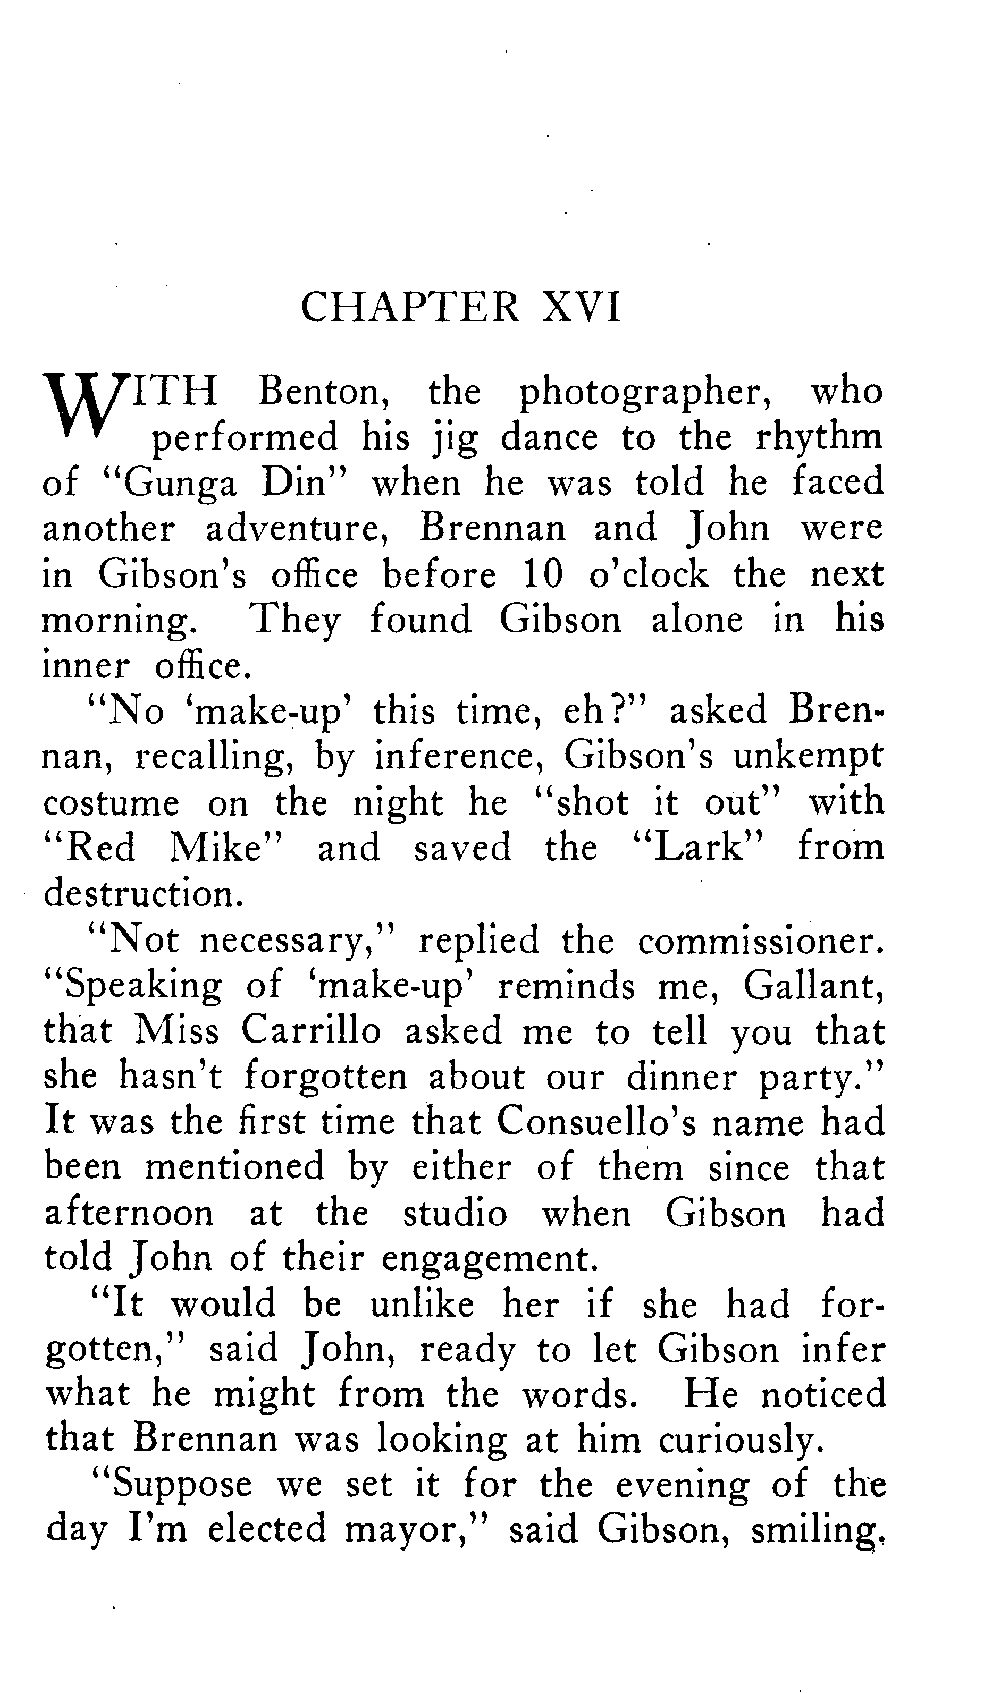 CHAPTER XVI
WITH Benton, the photographer, who
performed his jig dance to the rhythm
of "Gunga Din" when he was told he faced
another adventure, Brennan and John were
in Gibson's office before 10 o'clock the next
morning. They found Gibson alone in his
inner office.
"No 'make-up' this time, eh?" asked Bren-
nan, recalling, by inference, Gibson's unkempt
costume on the night he "shot it out" with
"Red Mike" and saved the "Lark" from
destruction.
"Not necessary," replied the commissioner.
"Speaking of 'make-up' reminds me, Gallant,
that Miss Carrillo asked me to tell you that
she hasn't forgotten about our dinner party."
It was the first time that Consuello's name had
been mentioned by either of them since that
afternoon at the studio when Gibson had
told John of their engagement.
"It would be unlike her if she had for-
gotten," said John, ready to let Gibson infer
what he might from the words. He noticed
that Brennan was looking at him curiously.
"Suppose we set it for the evening of the
day I'm elected mayor," said Gibson, smiling.